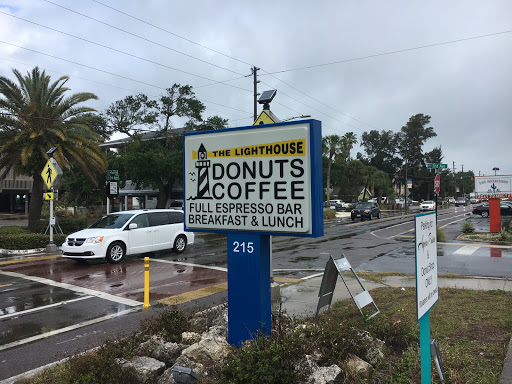 THE LIGHTHOUSE
DONUTS
COFFEE
FULL ESPRESSO BAR
BREAKFAST & LUNCH
215